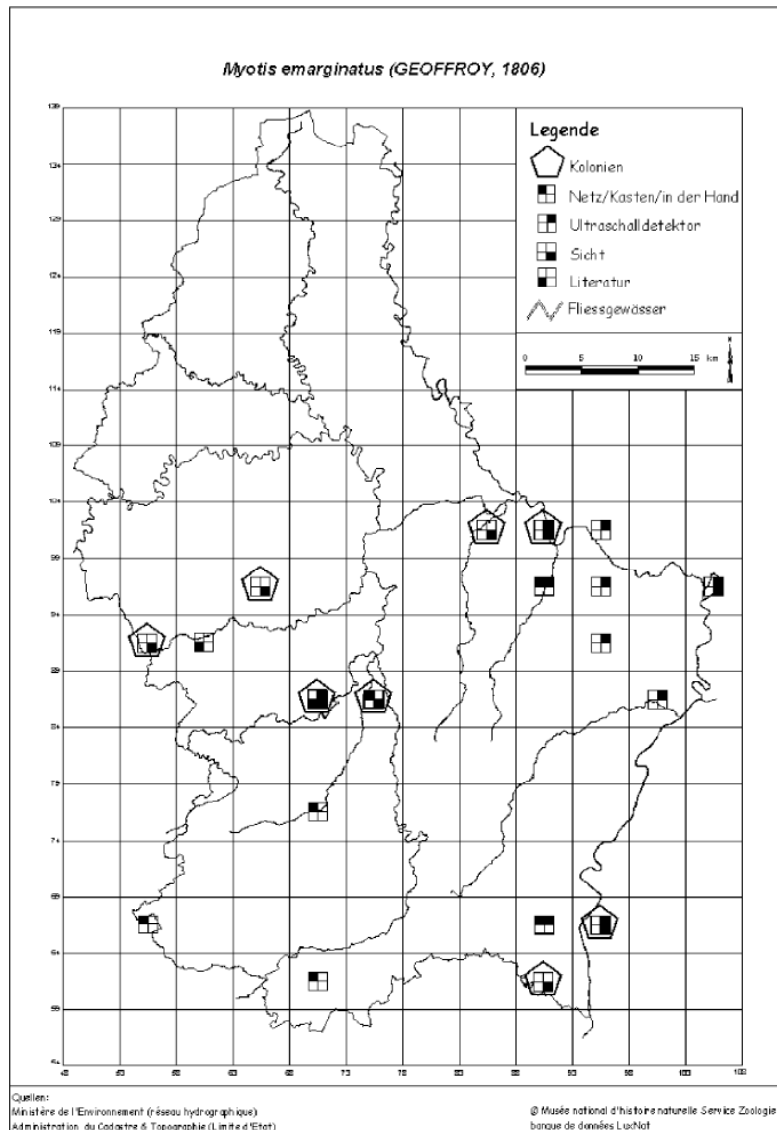 Myotis emarginatus (GEOFFROY, 1806)
Legende
Kolonien
Netz/Kasten/in der Hand
Ultraschalldetektor
Sicht
Literatur
Fliessgewässer
0 5 10 15 km
Quellen:
Ministère de l'Environnement (réseau hydrographique)
Administration du Cadastre & Topographie (Limite d'Etat)
© Musée national d'histoire naturelle Service Zoologie
banque de données LuxNat